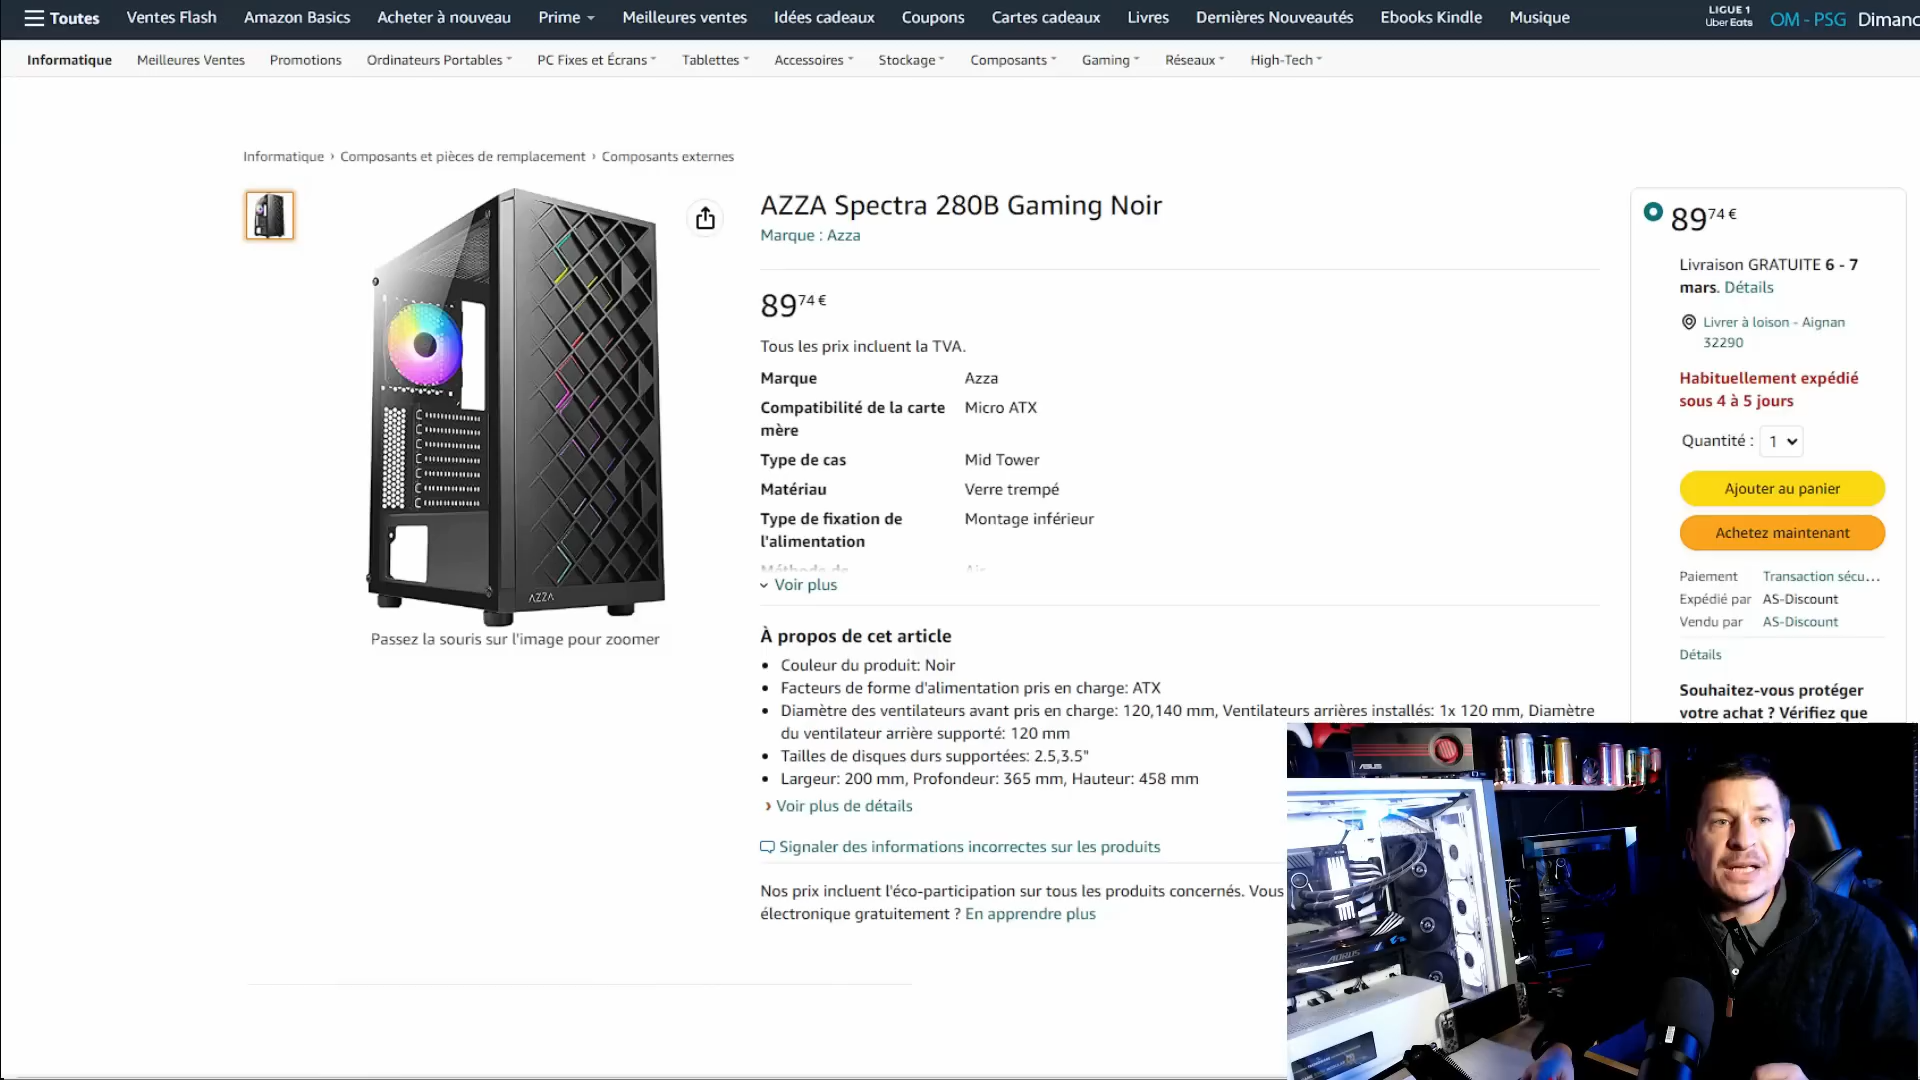 Toutes
Ventes Flash
Amazon Basics
Acheter à nouveau
Prime
Meilleures ventes
Idées cadeaux
Coupons
Cartes cadeaux
Livres
Dernières Nouveautés
Ebooks Kindle
Musique
LIGUE 1
Uber Eats
OM - PSG Dimanc
Informatique
Meilleures Ventes
Promotions
Ordinateurs Portables
PC Fixes et Écrans
Tablettes
Accessoires
Stockage
Composants
Gaming
Réseaux
High-Tech
Informatique › Composants et pièces de remplacement › Composants externes
AZZA
Passez la souris sur l'image pour zoomer
AZZA Spectra 280B Gaming Noir
Marque : Azza
89 74 €
Tous les prix incluent la TVA.
Marque Azza
Compatibilité de la carte mère Micro ATX
Type de cas Mid Tower
Matériau Verre trempé
Type de fixation de l'alimentation Montage inférieur
Méthode de Air
Voir plus
À propos de cet article
Couleur du produit: Noir
Facteurs de forme d'alimentation pris en charge: ATX
Diamètre des ventilateurs avant pris en charge: 120,140 mm, Ventilateurs arrières installés: 1x 120 mm, Diamètre
du ventilateur arrière supporté: 120 mm
Tailles de disques durs supportées: 2.5,3.5"
Largeur: 200 mm, Profondeur: 365 mm, Hauteur: 458 mm
› Voir plus de détails
Signaler des informations incorrectes sur les produits
Nos prix incluent l'éco-participation sur tous les produits concernés. Vous
électronique gratuitement ? En apprendre plus
89 74 €
Livraison GRATUITE 6 - 7
mars. Détails
Livrer à loison - Aignan
32290
Habituellement expédié
sous 4 à 5 jours
Quantité : 1
Ajouter au panier
Achetez maintenant
Paiement Transaction sécu...
Expédié par AS-Discount
Vendu par AS-Discount
Détails
Souhaitez-vous protéger
votre achat ? Vérifiez que
ASUS
AORUS